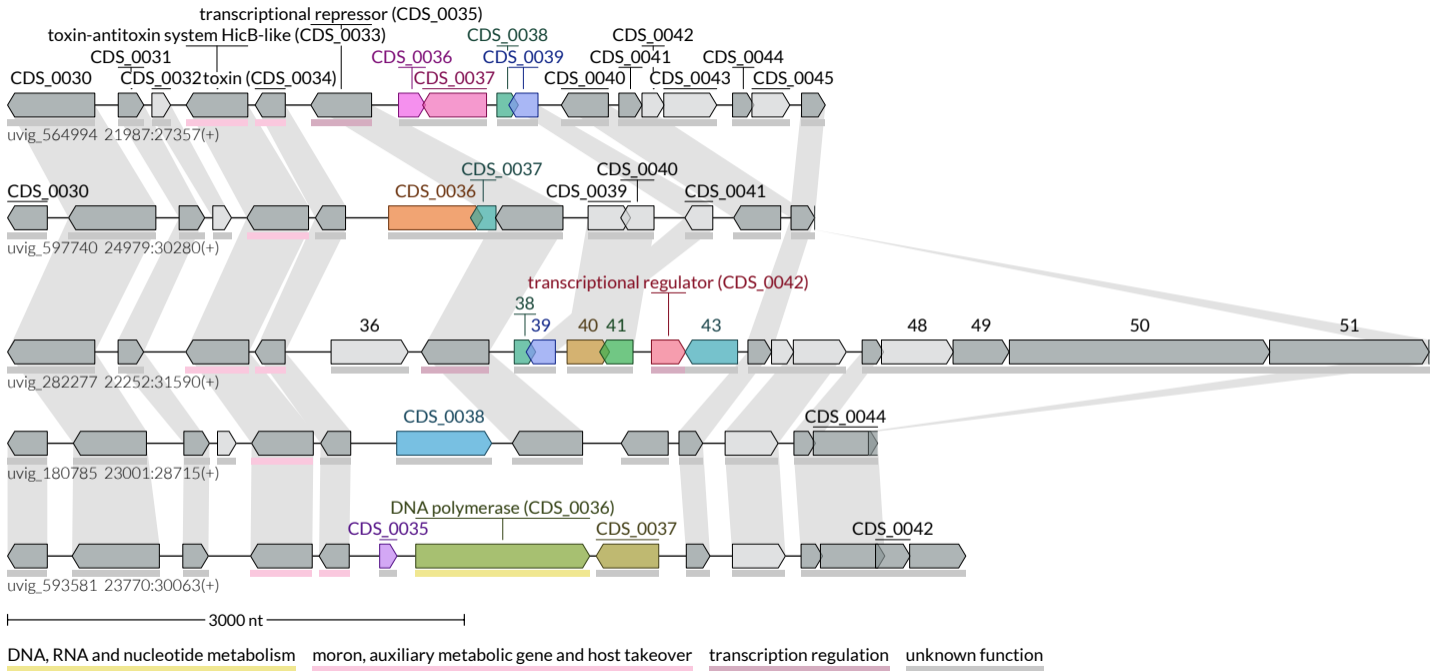 transcriptional repressor (CDS_0035)
toxin-antitoxin system HicB-like (CDS_0033) CDS_0038 CDS_0042
CDS_0031 CDS_0036 CDS_0039 CDS_0041 CDS_0044
CDS_0030 CDS_0032 toxin (CDS_0034) CDS_0037 CDS_0040 CDS_0043 CDS_0045
uvig_564994 21987:27357(+)
CDS_0037 CDS_0040
CDS_0030 CDS_0036 CDS_0039 CDS_0041
uvig_597740 24979:30280(+)
transcriptional regulator (CDS_0042)
38
36 39 40 41 43 48 49 50 51
uvig_282277 22252:31590(+)
CDS_0038 CDS_0044
uvig_180785 23001:28715(+)
DNA polymerase (CDS_0036)
CDS_0035 CDS_0037 CDS_0042
uvig_593581 23770:30063(+)
3000 nt
DNA, RNA and nucleotide metabolism moron, auxiliary metabolic gene and host takeover transcription regulation unknown function